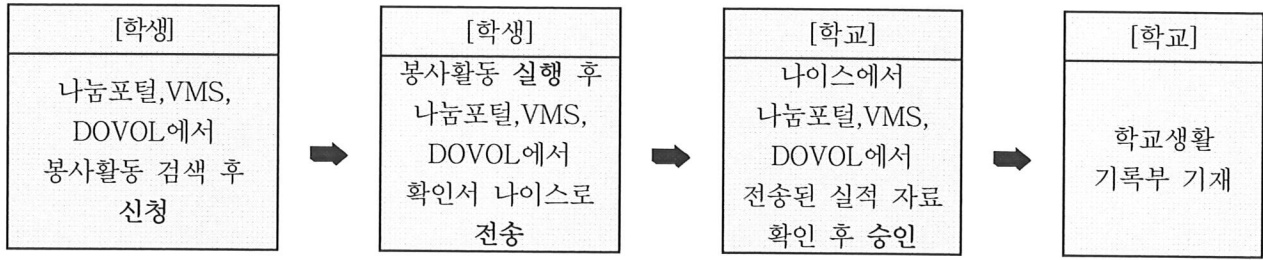 [학생]
나눔포털,VMS,
DOVOL에서
봉사활동 검색 후
신청
[학생]
봉사활동 실행 후
나눔포털,VMS,
DOVOL에서
확인서 나이스로
전송
[학교]
나이스에서
나눔포털,VMS,
DOVOL에서
전송된 실적 자료
확인 후 승인
[학교]
학교생활
기록부 기재